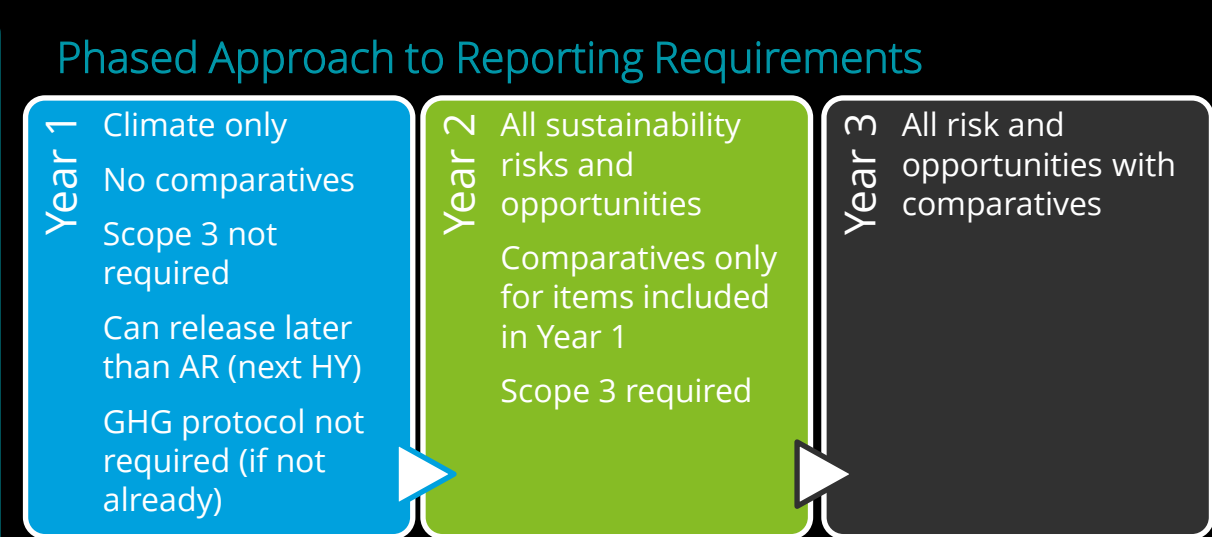 Phased Approach to Reporting Requirements
Year 1
Climate only
No comparatives
Scope 3 not
required
Can release later
than AR (next HY)
GHG protocol not
required (if not
already)
Year 2
All sustainability
risks and
opportunities
Comparatives only
for items included
in Year 1
Scope 3 required
Year 3
All risk and
opportunities with
comparatives